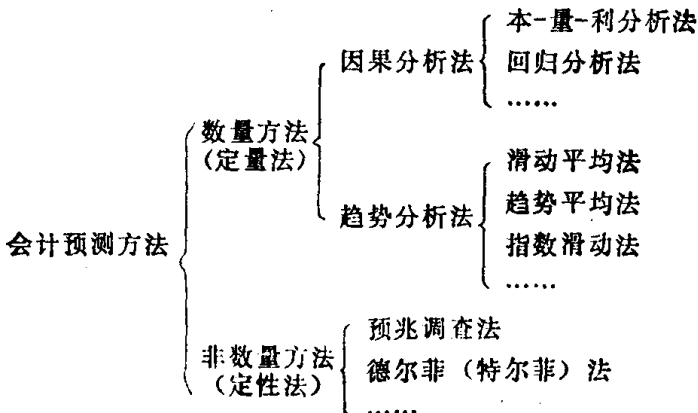 本-量-利分析法
因果分析法
回归分析法
……
数量方法
(定量法)
滑动平均法
趋势分析法
趋势平均法
指数滑动法
……
会计预测方法
非数量方法
(定性法)
预兆调查法
德尔菲（特尔菲）法
……